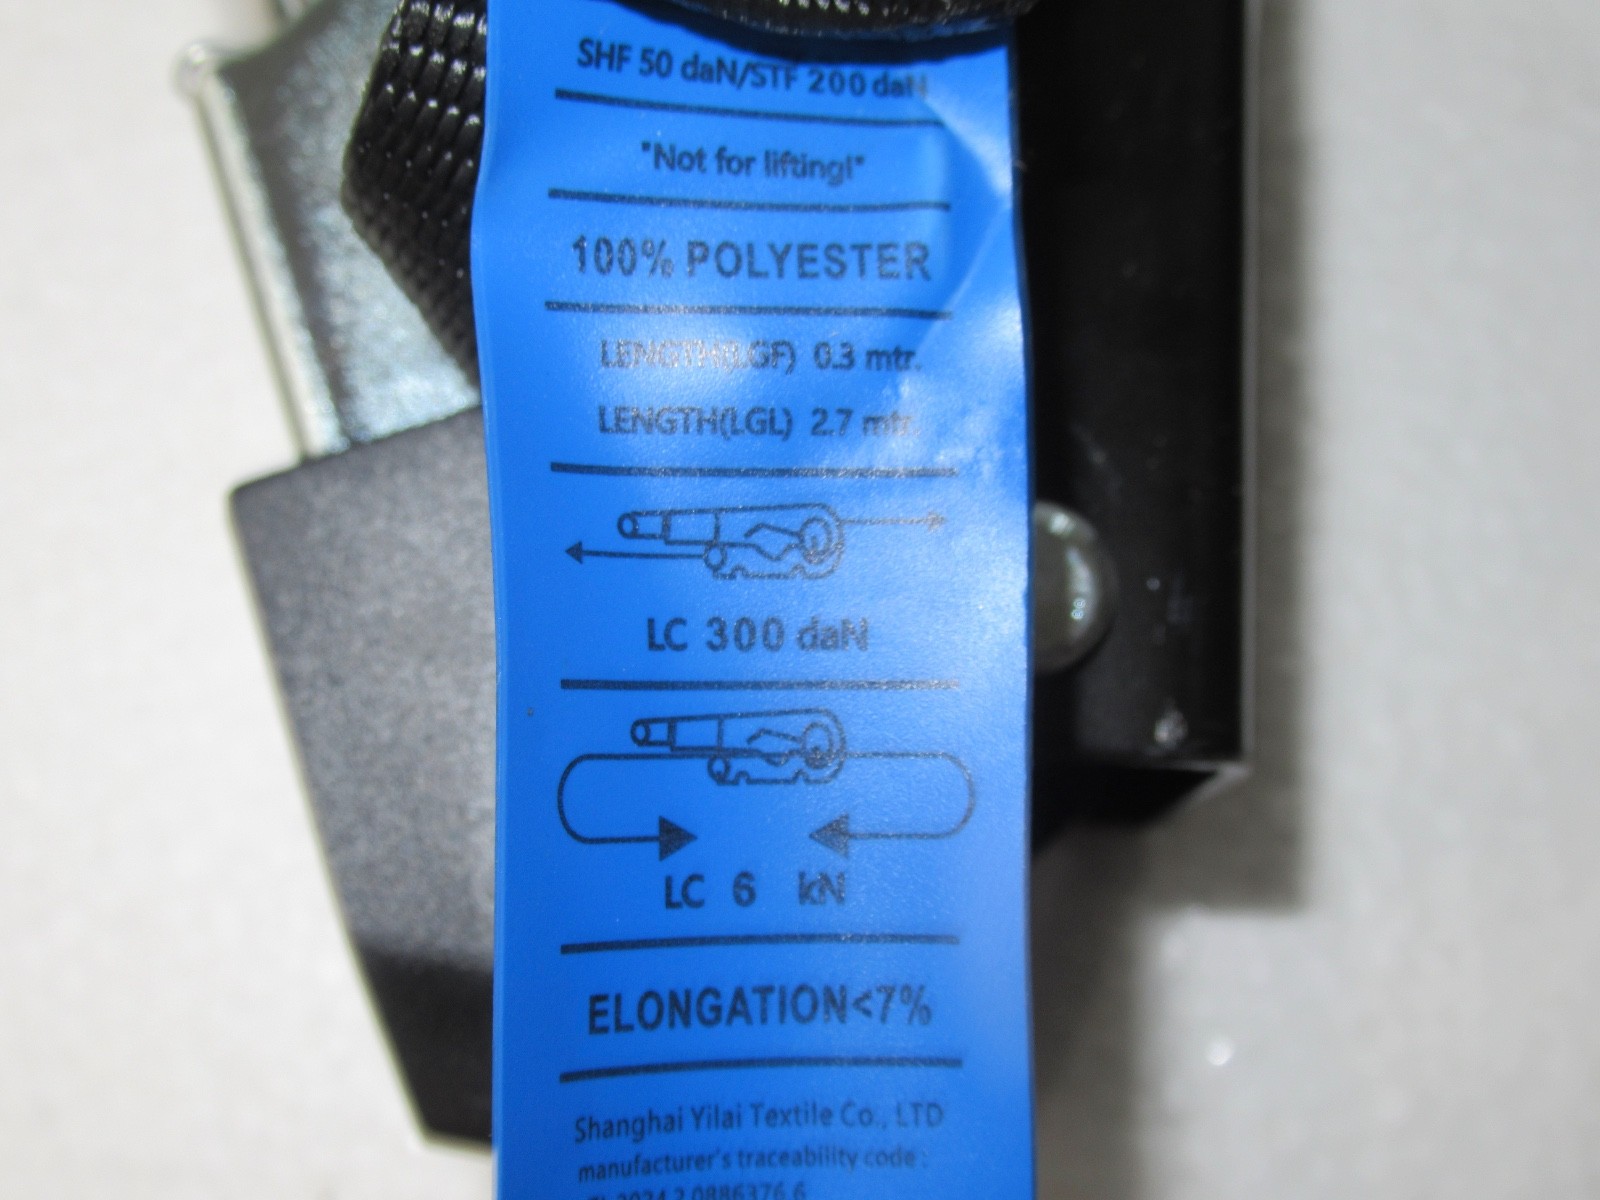 SHF 50 daN/STF 200 daN
"Not for lifting!"
100% POLYESTER
LENGTH(LGF) 0.3 mtr.
LENGTH(LGL) 2.7 mtr.
LC 300 daN
LC 6 kN
ELONGATION<7%
Shanghai Yilai Textile Co., LTD
manufacturer's traceability code :